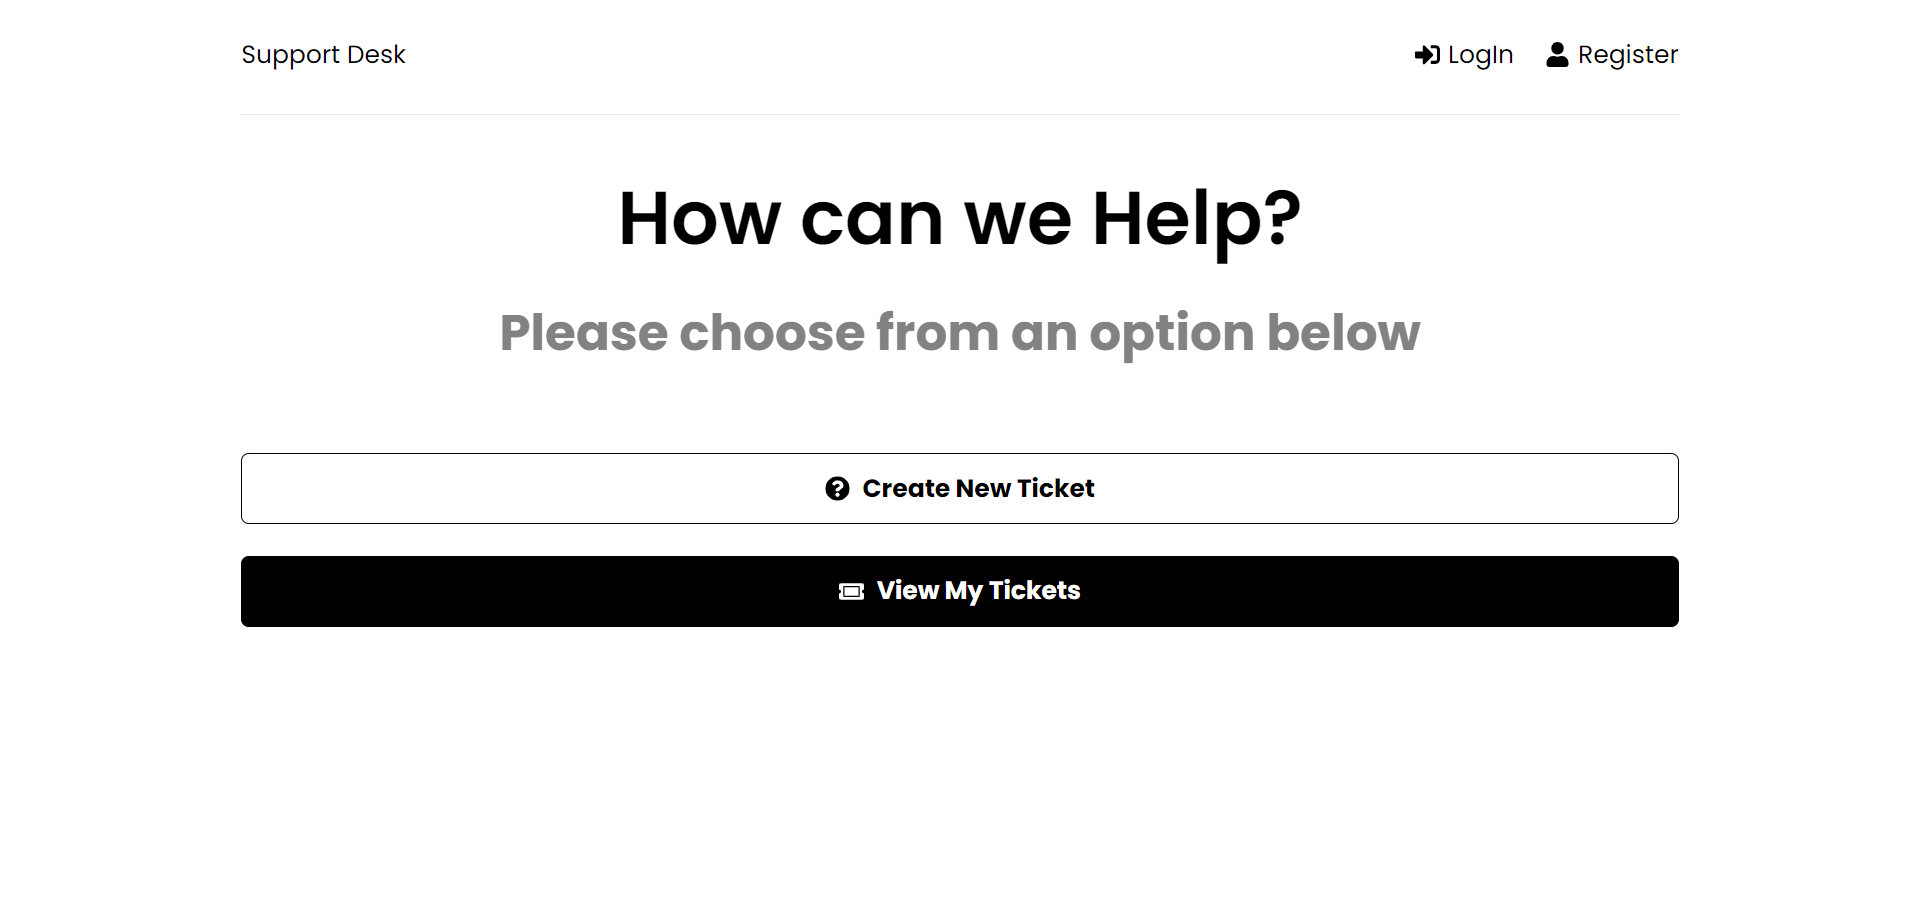 Support Desk
LogIn
Register
How can we Help?
Please choose from an option below
Create New Ticket
View My Tickets